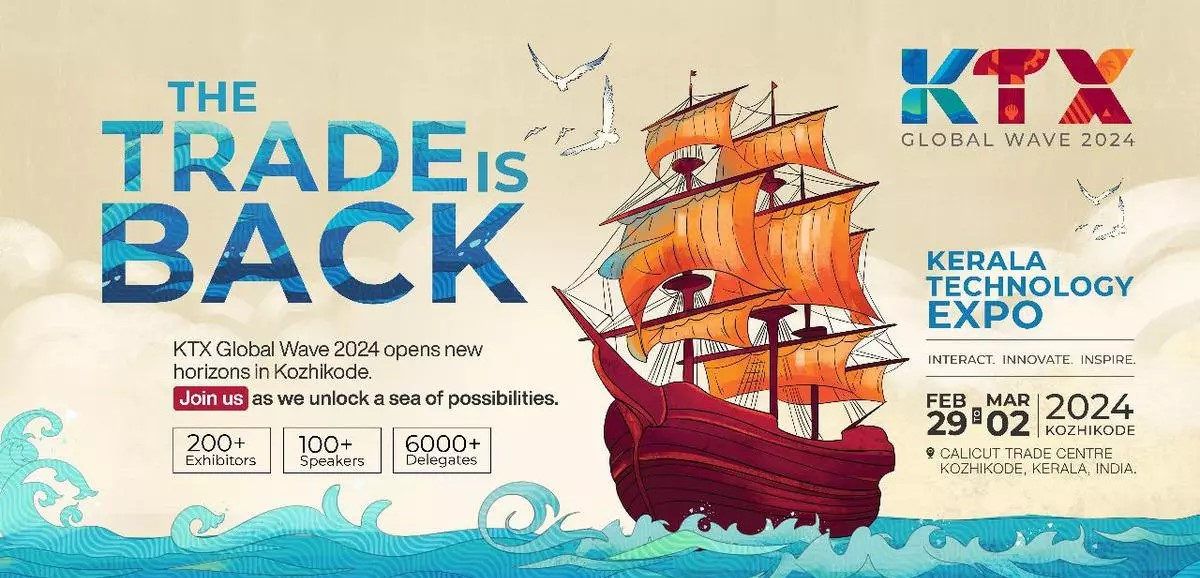 THE
TRADE IS
BACK
KTX Global Wave 2024 opens new
horizons in Kozhikode.
Join us as we unlock a sea of possibilities.
200+
Exhibitors
100+
Speakers
6000+
Delegates
KTX
GLOBAL WAVE 2024
KERALA
TECHNOLOGY
EXPO
INTERACT. INNOVATE. INSPIRE.
FEB 29 TO MAR 02
2024
KOZHIKODE
CALICUT TRADE CENTRE
KOZHIKODE, KERALA, INDIA.